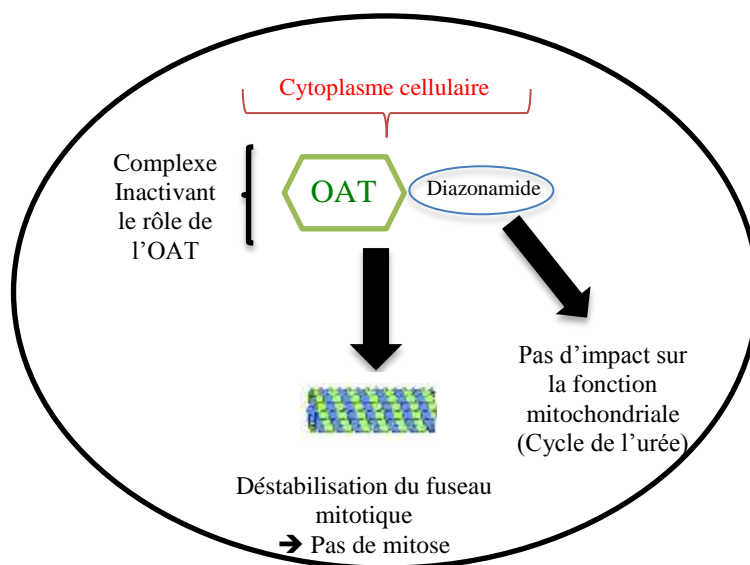 Cytoplasme cellulaire
Complexe
Inactivant
le rôle de
l’OAT
OAT
Diazonamide
Pas d’impact sur
la fonction
mitochondriale
(Cycle de l’urée)
Déstabilisation du fuseau
mitotique
➔ Pas de mitose